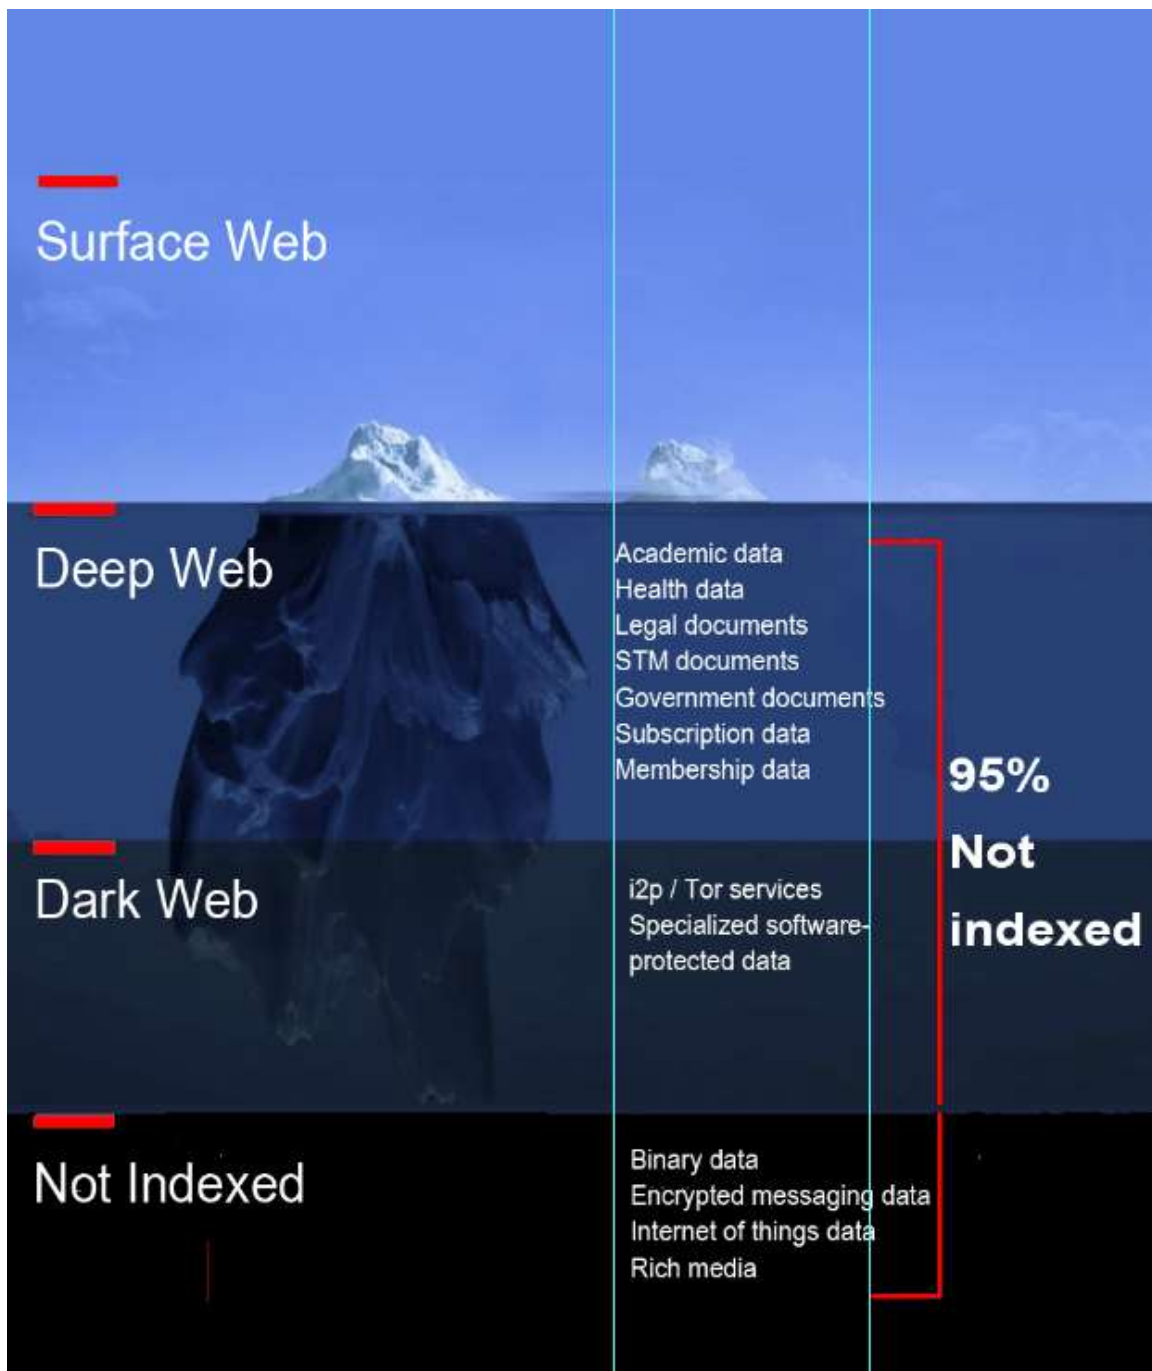 Surface Web
Deep Web
Academic data
Health data
Legal documents
STM documents
Government documents
Subscription data
Membership data
95%
Not
indexed
Dark Web
i2p / Tor services
Specialized software-
protected data
Not Indexed
Binary data
Encrypted messaging data
Internet of things data
Rich media